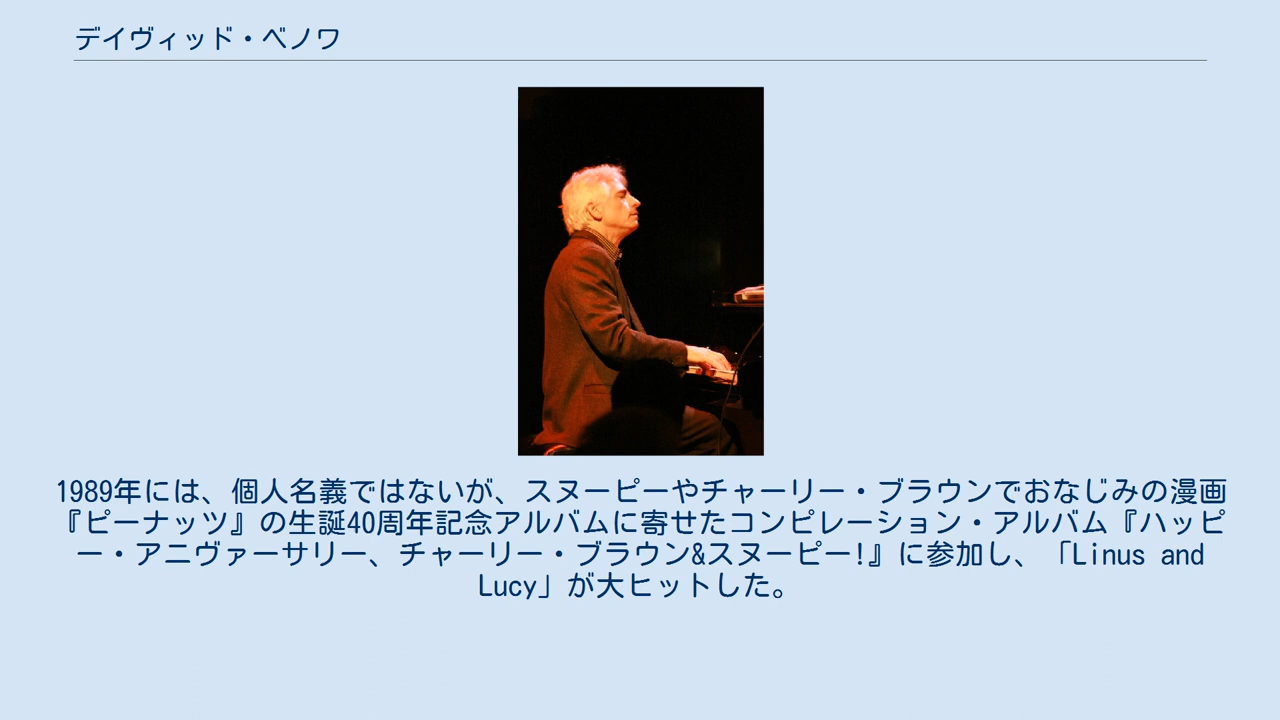 デイヴィッド・ベノワ
1989年には、個人名義ではないが、スヌーピーやチャーリー・ブラウンでおなじみの漫画
『ピーナッツ』の生誕40周年記念アルバムに寄せたコンピレーション・アルバム『ハッピ
ー・アニヴァーサリー、チャーリー・ブラウン&スヌーピー!』に参加し、「Linus and
Lucy」が大ヒットした。